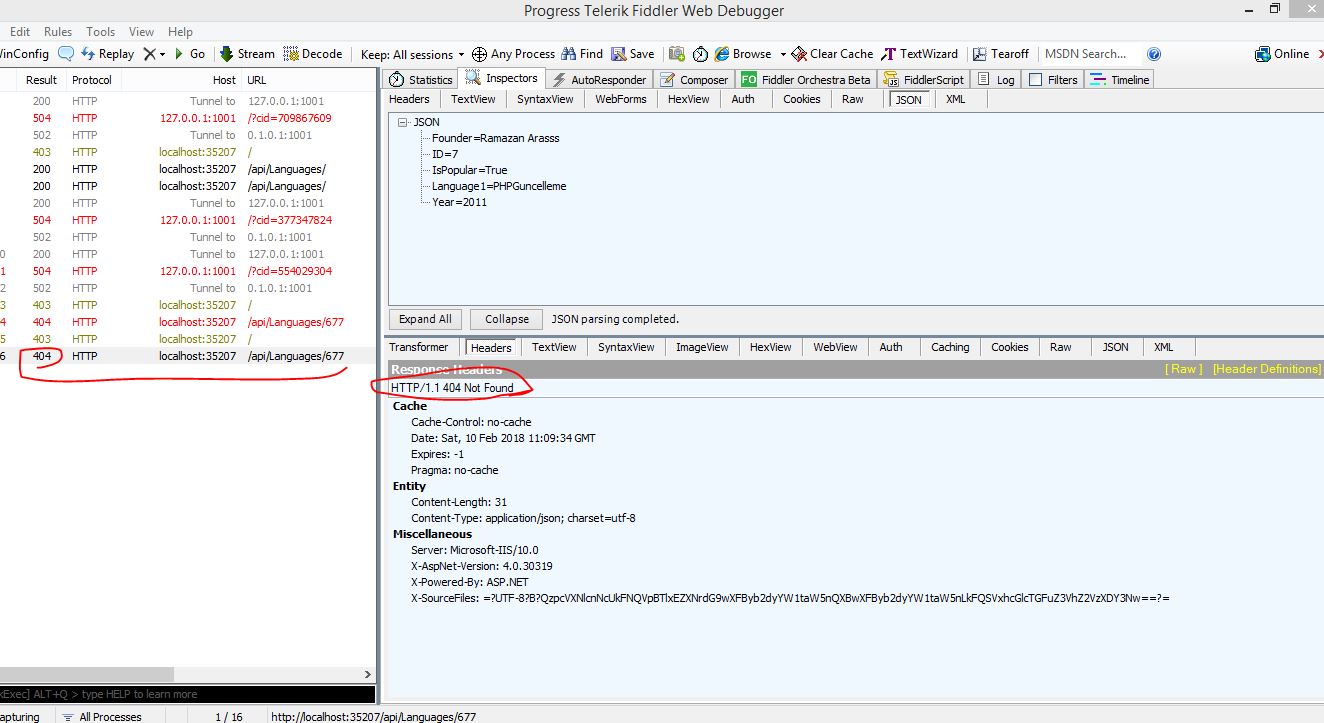 Progress Telerik Fiddler Web Debugger
Edit Rules Tools View Help
WinConfig Replay Go Stream Decode Keep: All sessions Any Process Find Save Browse Clear Cache TextWizard Tearoff MSDN Search... Online
Result Protocol Host URL
200 HTTP Tunnel to 127.0.0.1:1001
504 HTTP 127.0.0.1:1001 /?cid=709867609
502 HTTP Tunnel to 0.1.0.1:1001
403 HTTP localhost:35207 /
200 HTTP localhost:35207 /api/Languages/
200 HTTP localhost:35207 /api/Languages/
200 HTTP Tunnel to 127.0.0.1:1001
504 HTTP 127.0.0.1:1001 /?cid=377347824
502 HTTP Tunnel to 0.1.0.1:1001
0 200 HTTP Tunnel to 127.0.0.1:1001
1 504 HTTP 127.0.0.1:1001 /?cid=554029304
2 502 HTTP Tunnel to 0.1.0.1:1001
3 403 HTTP localhost:35207 /
4 404 HTTP localhost:35207 /api/Languages/677
5 403 HTTP localhost:35207 /
6 404 HTTP localhost:35207 /api/Languages/677
kExec] ALT+Q > type HELP to learn more
Statistics Inspectors AutoResponder Composer FO Fiddler Orchestra Beta FiddlerScript Log Filters Timeline
Headers TextView SyntaxView WebForms HexView Auth Cookies Raw JSON XML
JSON
Founder=Ramazan Arasss
ID=7
IsPopular=True
Language1=PHPGuncelleme
Year=2011
Expand All Collapse JSON parsing completed.
Transformer Headers TextView SyntaxView ImageView HexView WebView Auth Caching Cookies Raw JSON XML
Response Headers [ Raw ] [Header Definitions]
HTTP/1.1 404 Not Found
Cache
Cache-Control: no-cache
Date: Sat, 10 Feb 2018 11:09:34 GMT
Expires: -1
Pragma: no-cache
Entity
Content-Length: 31
Content-Type: application/json; charset=utf-8
Miscellaneous
Server: Microsoft-IIS/10.0
X-AspNet-Version: 4.0.30319
X-Powered-By: ASP.NET
X-SourceFiles: =?UTF-8?B?QzpcVXNlcnNcUkFNQVpBTlxEZXNrdG9wXFByb2dyYW1taW5nQXBwXFByb2dyYW1taW5nLkFQSVxhcGlcTGFuZ3VhZ2VzXDY3Nw==?=
apturing All Processes 1 / 16 http://localhost:35207/api/Languages/677